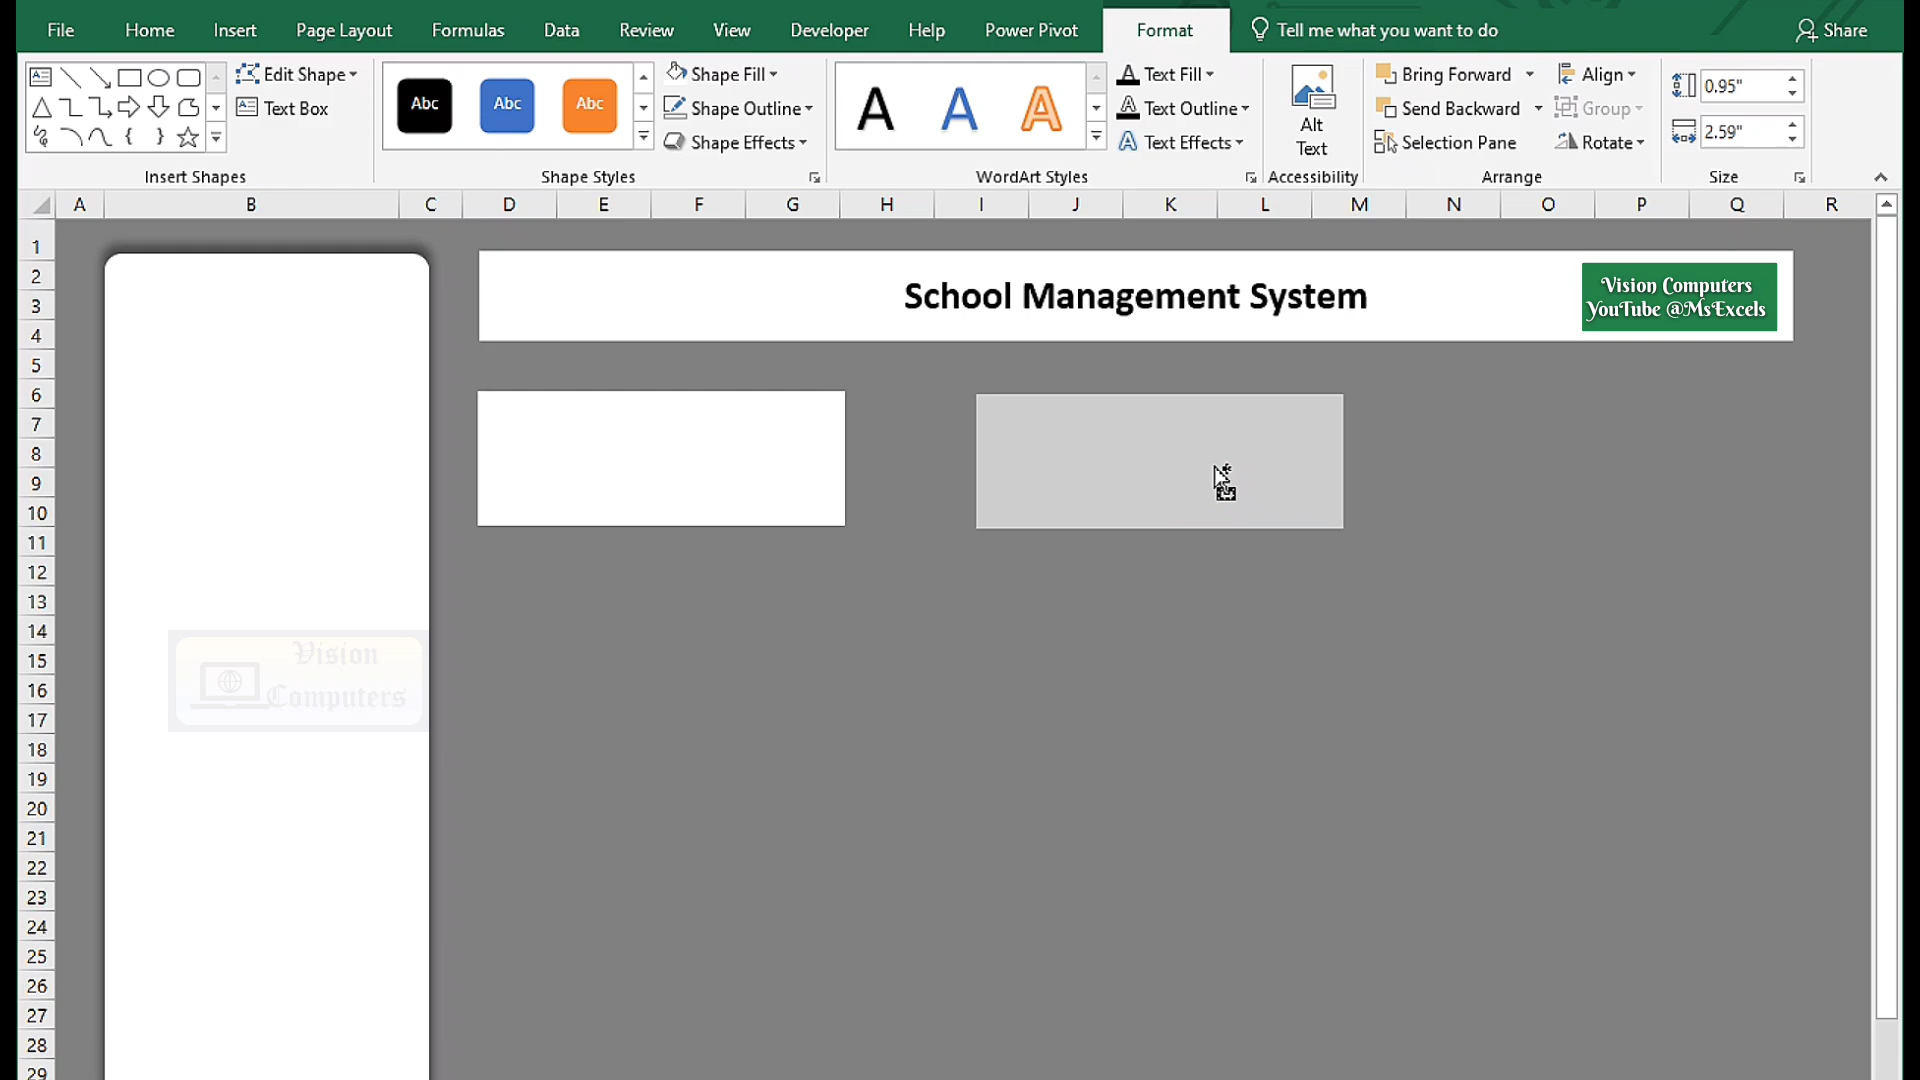 File Home Insert Page Layout Formulas Data Review View Developer Help Power Pivot Format Tell me what you want to do Share
Edit Shape
Text Box
Insert Shapes
Abc Abc Abc
Shape Fill
Shape Outline
Shape Effects
Shape Styles
A A A
Text Fill
Text Outline
Text Effects
WordArt Styles
Alt
Text
Accessibility
Bring Forward
Send Backward
Selection Pane
Align
Group
Rotate
Arrange
0.95"
2.59"
Size
A B C D E F G H I J K L M N O P Q R
1
2
3
4
5
6
7
8
9
10
11
12
13
14
15
16
17
18
19
20
21
22
23
24
25
26
27
28
29
School Management System
Vision Computers
YouTube @MsExcels
Vision
Computers